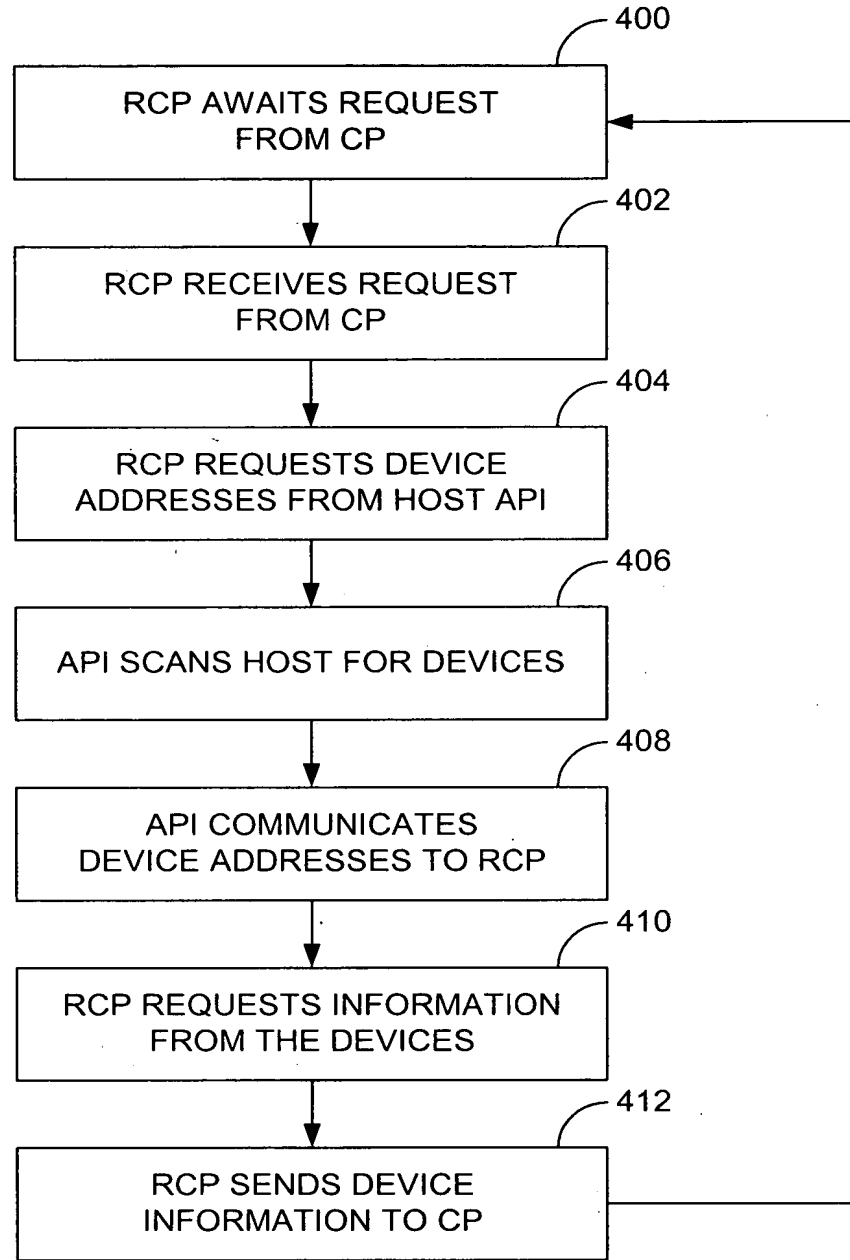 400
RCP AWAITS REQUEST
FROM CP
402
RCP RECEIVES REQUEST
FROM CP
404
RCP REQUESTS DEVICE
ADDRESSES FROM HOST API
406
API SCANS HOST FOR DEVICES
408
API COMMUNICATES
DEVICE ADDRESSES TO RCP
410
RCP REQUESTS INFORMATION
FROM THE DEVICES
412
RCP SENDS DEVICE
INFORMATION TO CP